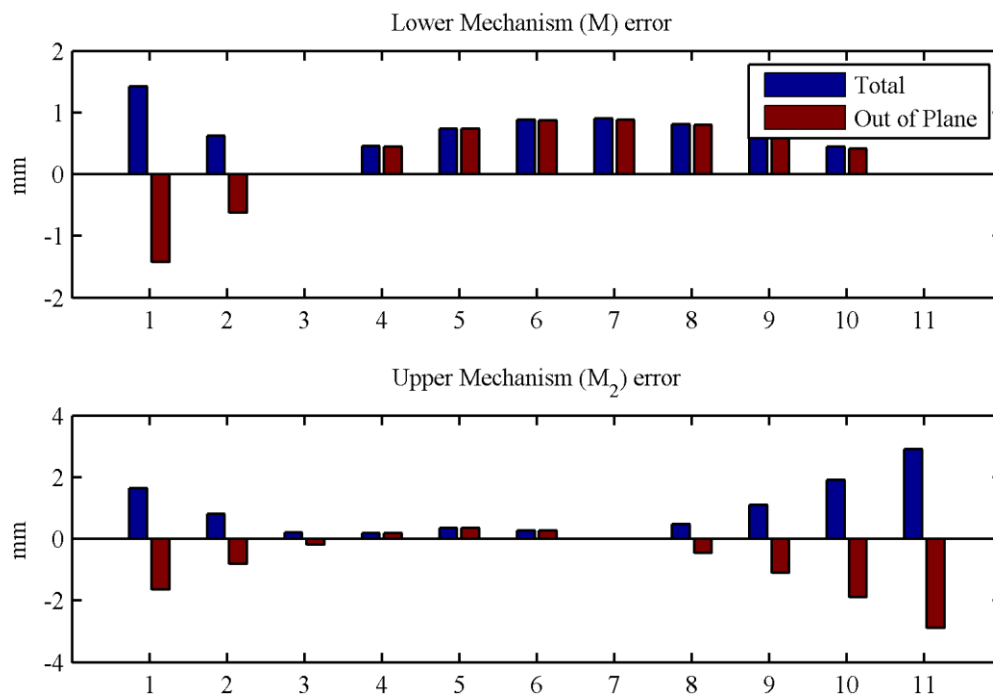 Lower Mechanism (M) error
2
1
0
-1
-2
mm
Total
Out of Plane
1 2 3 4 5 6 7 8 9 10 11
Upper Mechanism (M₂) error
4
2
0
-2
-4
mm
1 2 3 4 5 6 7 8 9 10 11